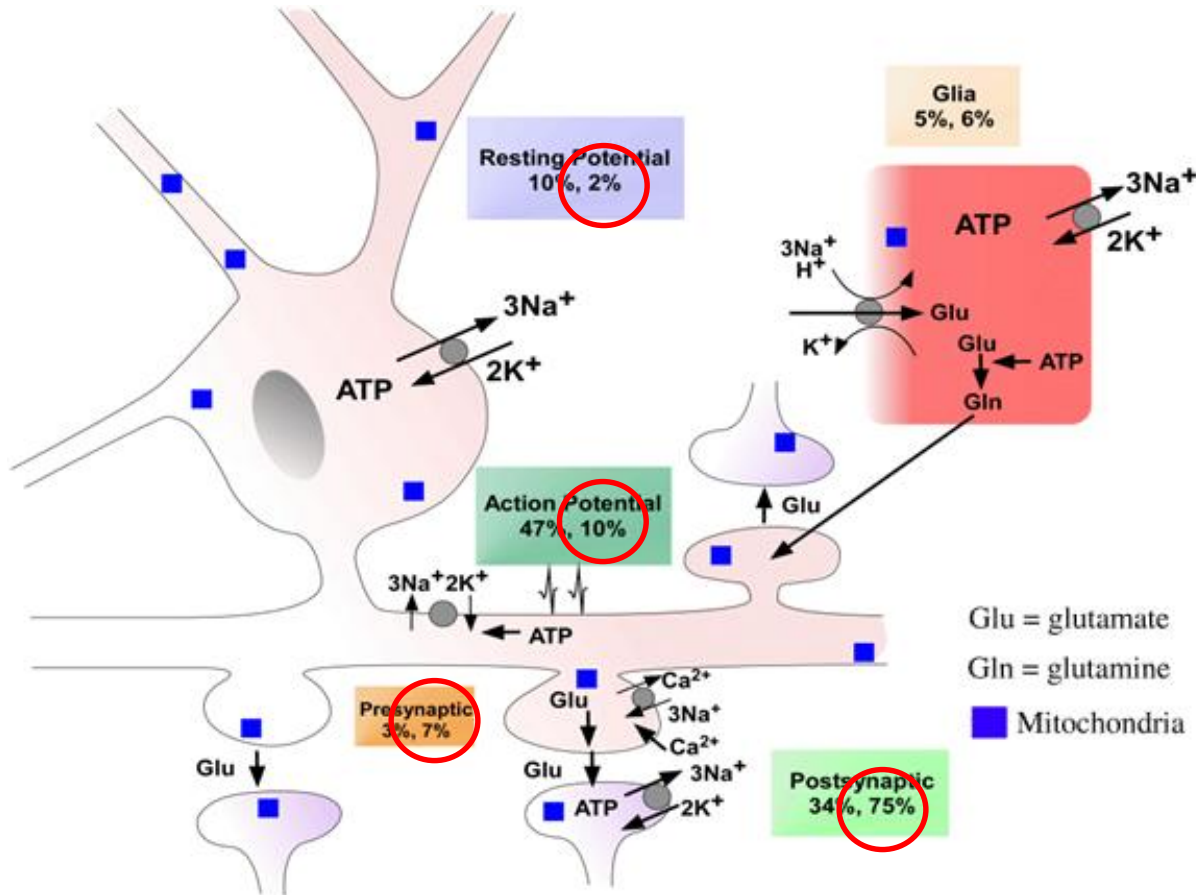 Glia
5%, 6%
Resting Potential
10%, 2%
3Na⁺
ATP
2K⁺
3Na⁺
H⁺
Glu
K⁺
Glu
ATP
Gln
3Na⁺
ATP
2K⁺
Action Potential
47%, 10%
Glu
3Na⁺ 2K⁺
ATP
Glu = glutamate
Gln = glutamine
Mitochondria
Presynaptic
3%, 7%
Glu
Ca²⁺
3Na⁺
Ca²⁺
Glu
Glu
3Na⁺
ATP
2K⁺
Postsynaptic
34%, 75%